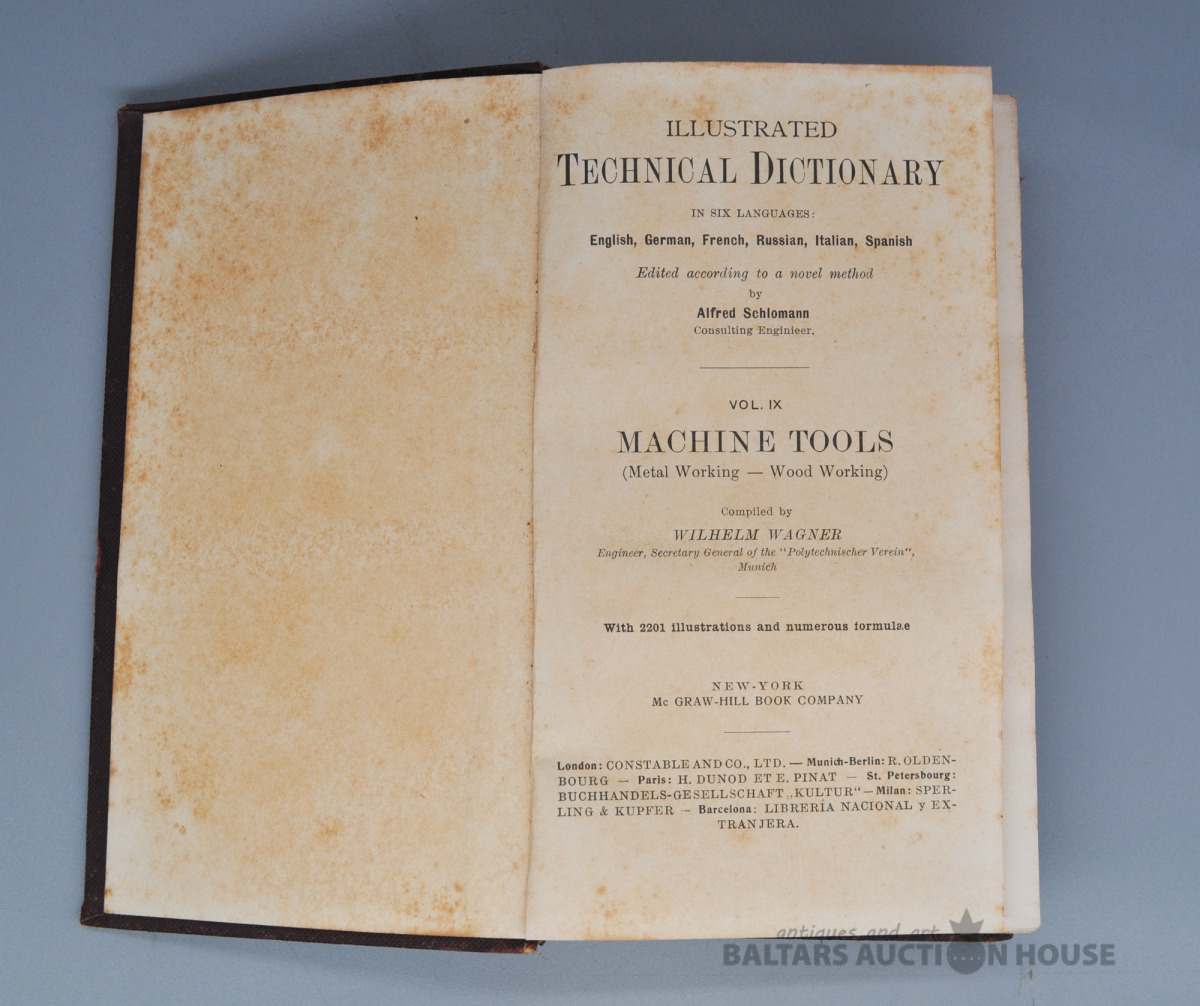 ILLUSTRATED
TECHNICAL DICTIONARY
IN SIX LANGUAGES:
English, German, French, Russian, Italian, Spanish
Edited according to a novel method
by
Alfred Schlomann
Consulting Enginieer.
VOL. IX
MACHINE TOOLS
(Metal Working — Wood Working)
Compiled by
WILHELM WAGNER
Engineer, Secretary General of the "Polytechnischer Verein",
Munich
With 2201 illustrations and numerous formulae
NEW-YORK
Mc GRAW-HILL BOOK COMPANY
London: CONSTABLE AND CO., LTD. — Munich-Berlin: R. OLDEN-
BOURG — Paris: H. DUNOD ET E. PINAT — St. Petersbourg:
BUCHHANDELS-GESELLSCHAFT „KULTUR" — Milan: SPER-
LING & KUPFER — Barcelona: LIBRERÍA NACIONAL y EX-
TRANJERA.
antiques and art
BALTARS AUCTION HOUSE